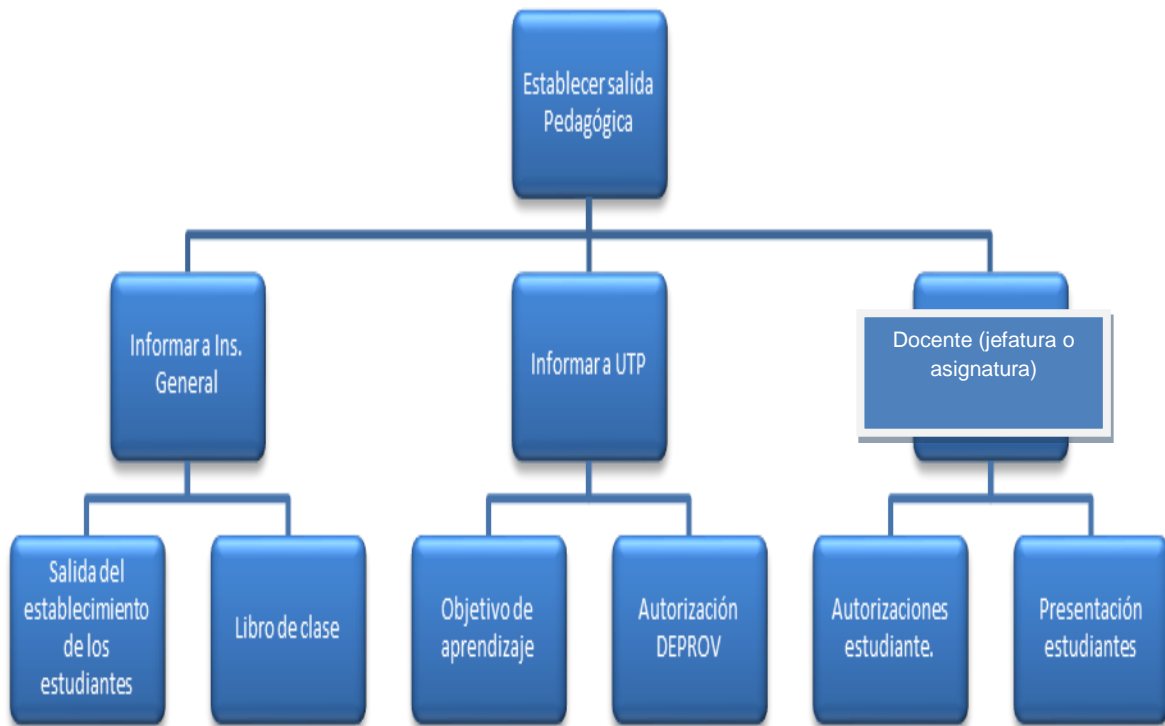 Establecer salida
Pedagógica
Informar a Ins.
General
Informar a UTP
Docente (jefatura o
asignatura)
Salida del
establecimiento
de los
estudiantes
Libro de clase
Objetivo de
aprendizaje
Autorización
DEPROV
Autorizaciones
estudiante.
Presentación
estudiantes